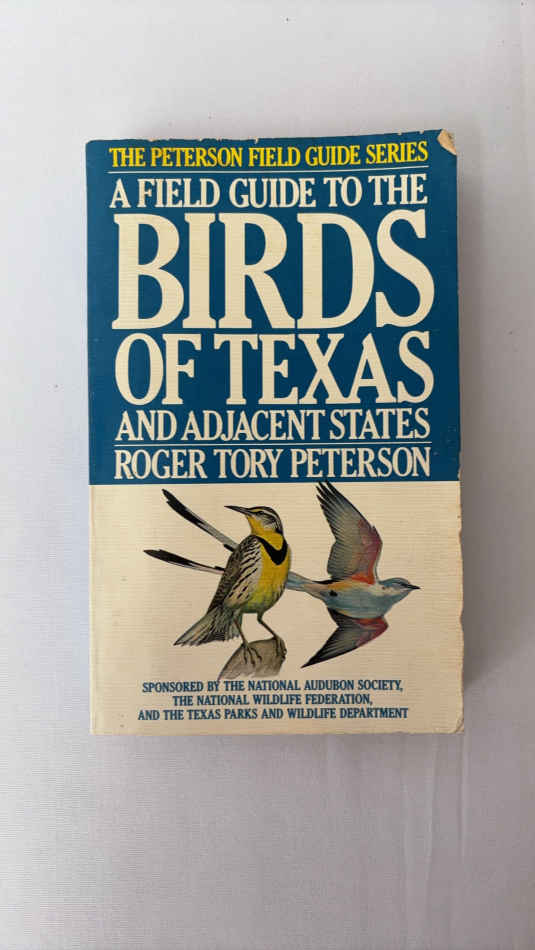 THE PETERSON FIELD GUIDE SERIES
A FIELD GUIDE TO THE
BIRDS
OF TEXAS
AND ADJACENT STATES
ROGER TORY PETERSON
SPONSORED BY THE NATIONAL AUDUBON SOCIETY,
THE NATIONAL WILDLIFE FEDERATION,
AND THE TEXAS PARKS AND WILDLIFE DEPARTMENT